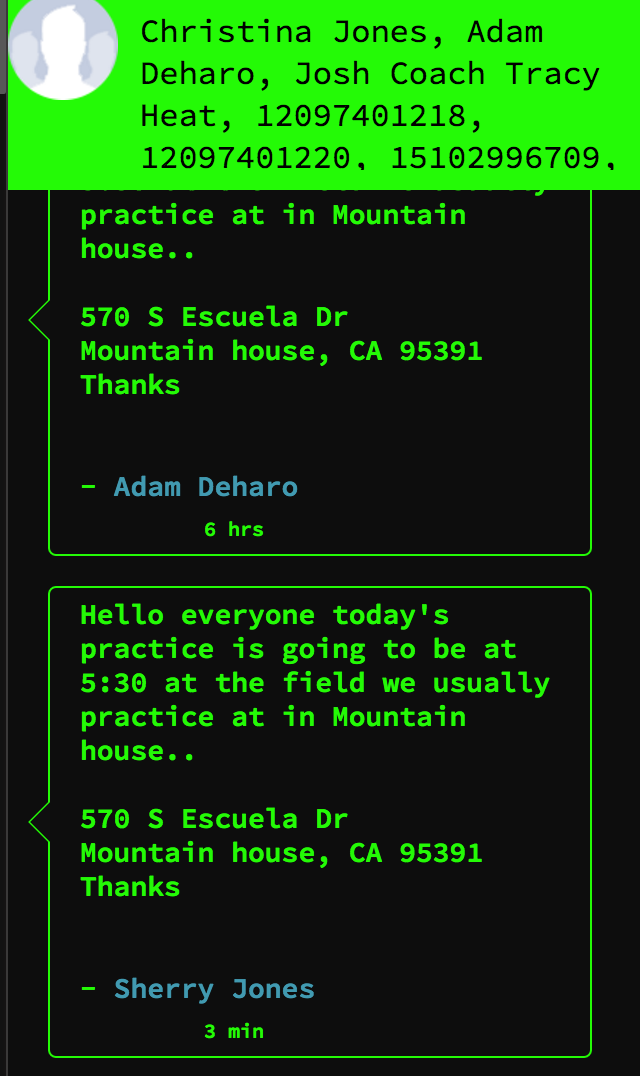 Christina Jones, Adam
Deharo, Josh Coach Tracy
Heat, 12097401218,
12097401220, 15102996709,
practice at in Mountain
house..
570 S Escuela Dr
Mountain house, CA 95391
Thanks
– Adam Deharo
6 hrs
Hello everyone today's
practice is going to be at
5:30 at the field we usually
practice at in Mountain
house..
570 S Escuela Dr
Mountain house, CA 95391
Thanks
– Sherry Jones
3 min